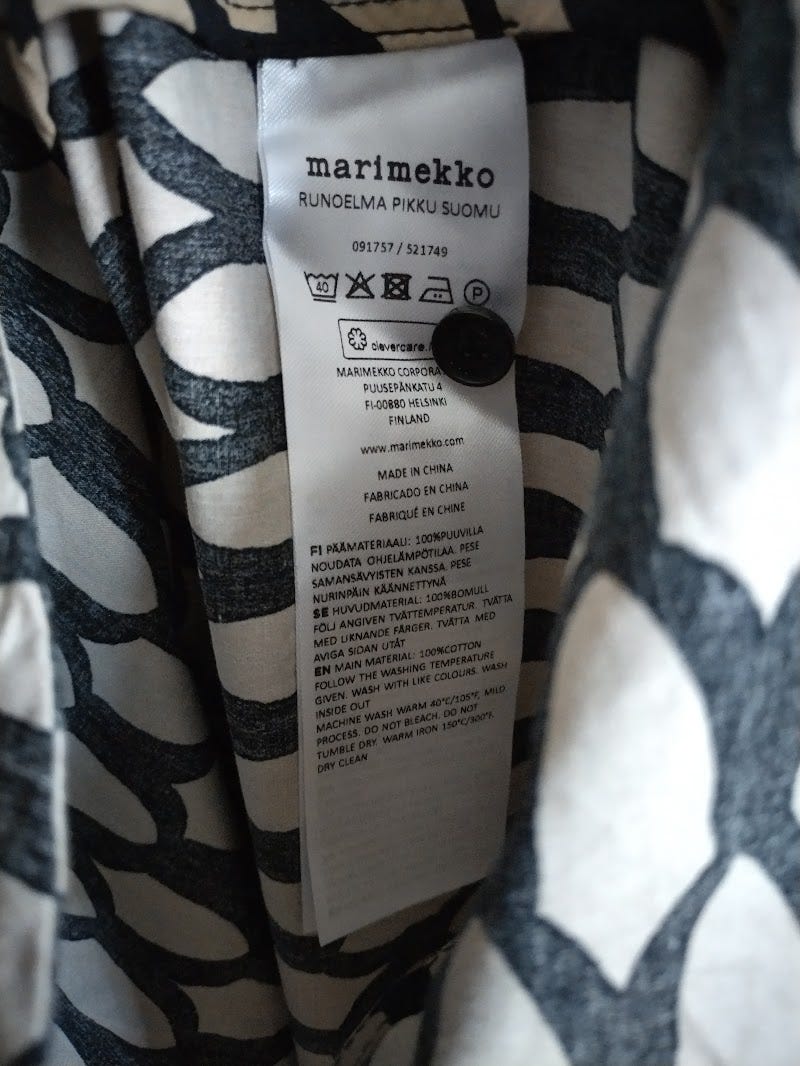 marimekko
RUNOELMA PIKKU SUOMU
091757 / 521749
40
P
clevercare.
MARIMEKKO
PUUSEPÄNKATU 4
FI-00880 HELSINKI
FINLAND
www.marimekko.com
MADE IN CHINA
FABRICADO EN CHINA
FABRIQUÉ EN CHINE
FI PÄÄMATERIAALI: 100%PUUVILLA
NOUDATA OHJELÄMPÖTILAA. PESE
SAMANSÄVYISTEN KANSSA. PESE
NURINPÄIN KÄÄNNETTYNÄ
SE HUVUDMATERIAL: 100%BOMULL
FÖLJ ANGIVEN TVÄTTEMPERATUR. TVÄTTA
MED LIKNANDE FÄRGER. TVÄTTA MED
AVIGA SIDAN UTÅT
EN MAIN MATERIAL: 100%COTTON
FOLLOW THE WASHING TEMPERATURE
GIVEN. WASH WITH LIKE COLOURS. WASH
INSIDE OUT
MACHINE WASH WARM 40°C/105°F, MILD
PROCESS. DO NOT BLEACH. DO NOT
TUMBLE DRY. WARM IRON 150°C/300°F.
DRY CLEAN